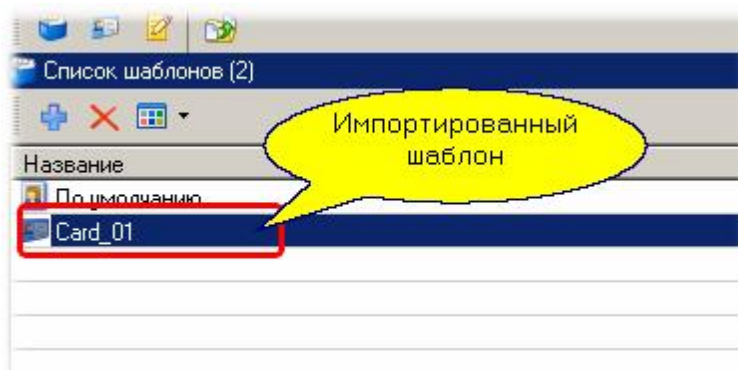 Список шаблонов (2)
Импортированный
шаблон
Название
По умолчанию
Card_01